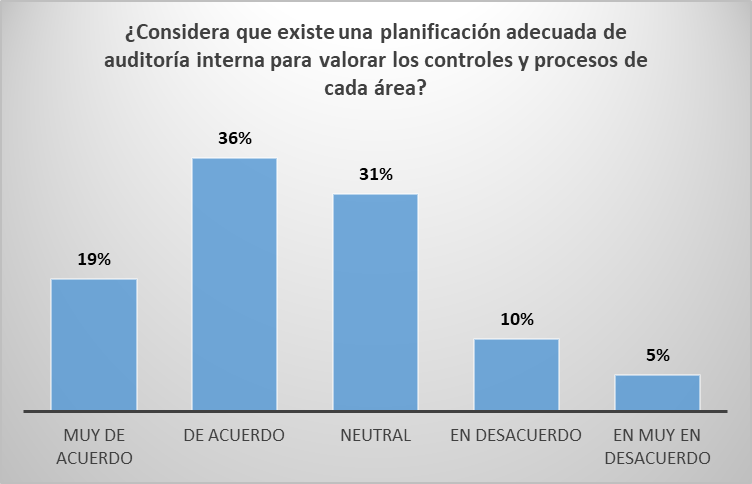 ¿Considera que existe una planificación adecuada de
auditoría interna para valorar los controles y procesos de
cada área?
19%
36%
31%
10%
5%
MUY DE
ACUERDO
DE ACUERDO
NEUTRAL
EN DESACUERDO
EN MUY EN
DESACUERDO